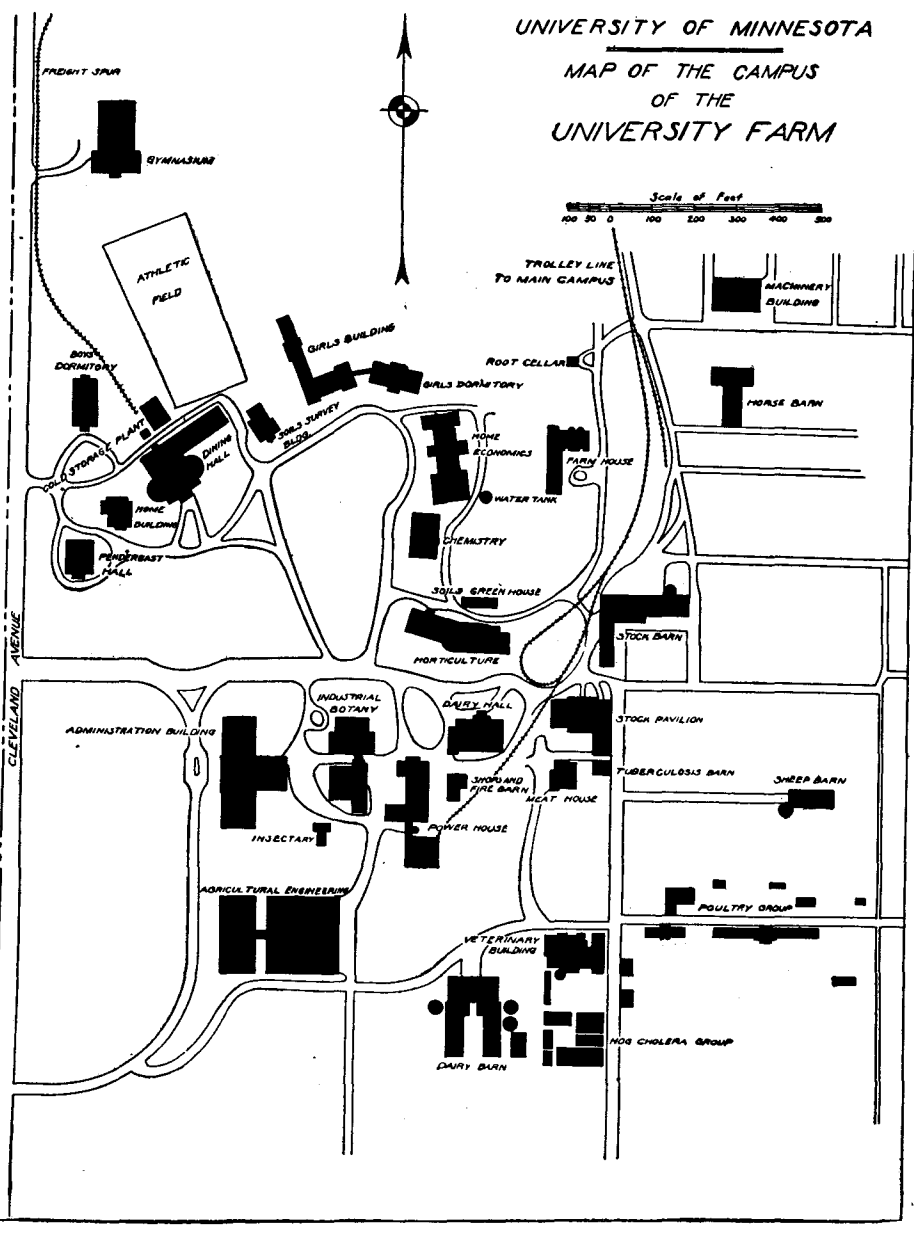 UNIVERSITY OF MINNESOTA
MAP OF THE CAMPUS
OF THE
UNIVERSITY FARM
Scale of Feet
100 50 0 100 200 300 400 500
FREIGHT SPUR
GYMNASIUM
ATHLETIC
FIELD
TROLLEY LINE
TO MAIN CAMPUS
MACHINERY
BUILDING
GIRLS BUILDING
BOYS
DORMITORY
ROOT CELLAR
GIRLS DORMITORY
HORSE BARN
COLD STORAGE PLANT
DINING
HALL
SOILS SURVEY
BLDG.
HOME
ECONOMICS
FARM HOUSE
WATER TANK
HOME
BUILDING
CHEMISTRY
PENDERGAST
HALL
SOILS GREEN HOUSE
STOCK BARN
HORTICULTURE
CLEVELAND AVENUE
INDUSTRIAL
BOTANY
DAIRY HALL
STOCK PAVILION
ADMINISTRATION BUILDING
SHOPS AND
FIRE BARN
TUBERCULOSIS BARN
SHEEP BARN
MEAT HOUSE
INSECTARY
POWER HOUSE
AGRICULTURAL ENGINEERING
POULTRY GROUP
VETERINARY
BUILDING
HOG CHOLERA GROUP
DAIRY BARN